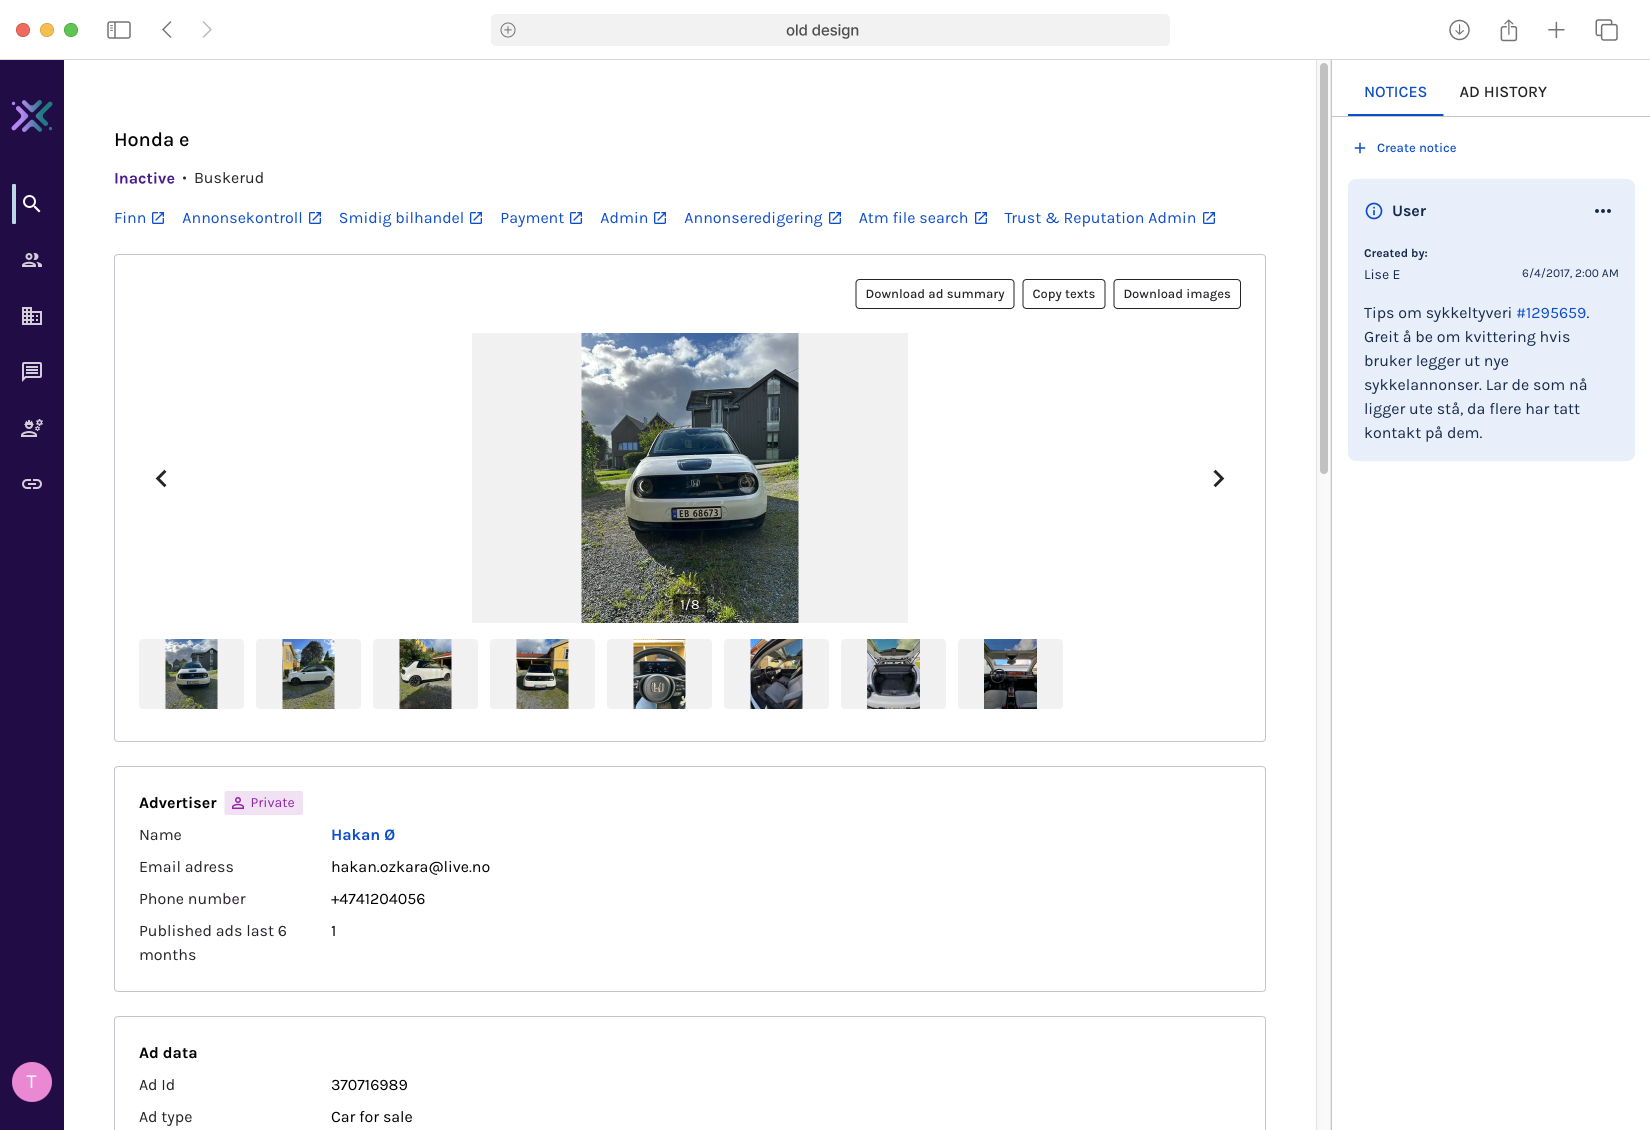 old design
Honda e
Inactive • Buskerud
Finn Annonsekontroll Smidig bilhandel Payment Admin Annonseredigering Atm file search Trust & Reputation Admin
Download ad summary Copy texts Download images
EB 68673
1/8
Advertiser Private
Name Hakan Ø
Email adress hakan.ozkara@live.no
Phone number +4741204056
Published ads last 6 1
months
Ad data
Ad Id 370716989
Ad type Car for sale
T
NOTICES AD HISTORY
Create notice
User
Created by:
Lise E 6/4/2017, 2:00 AM
Tips om sykkeltyveri #1295659.
Greit å be om kvittering hvis
bruker legger ut nye
sykkelannonser. Lar de som nå
ligger ute stå, da flere har tatt
kontakt på dem.